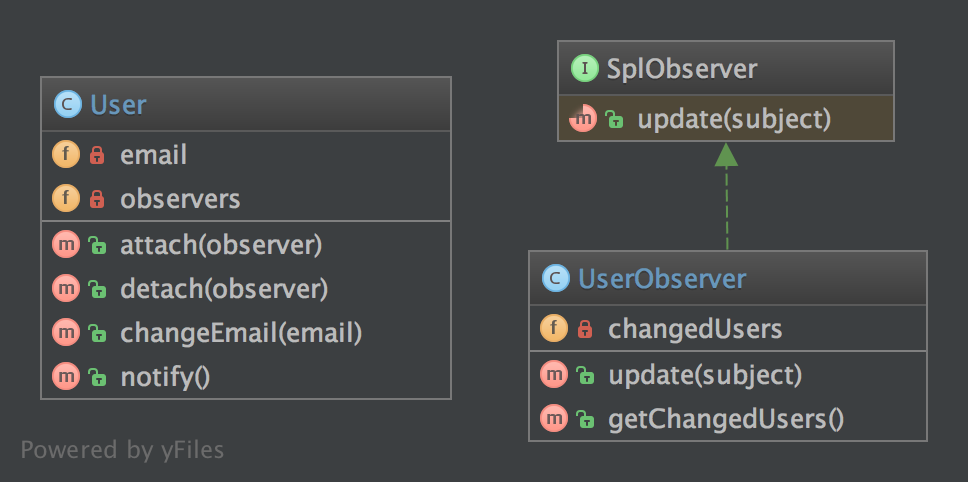 C User
f email
f observers
m attach(observer)
m detach(observer)
m changeEmail(email)
m notify()
I SplObserver
m update(subject)
C UserObserver
f changedUsers
m update(subject)
m getChangedUsers()
Powered by yFiles